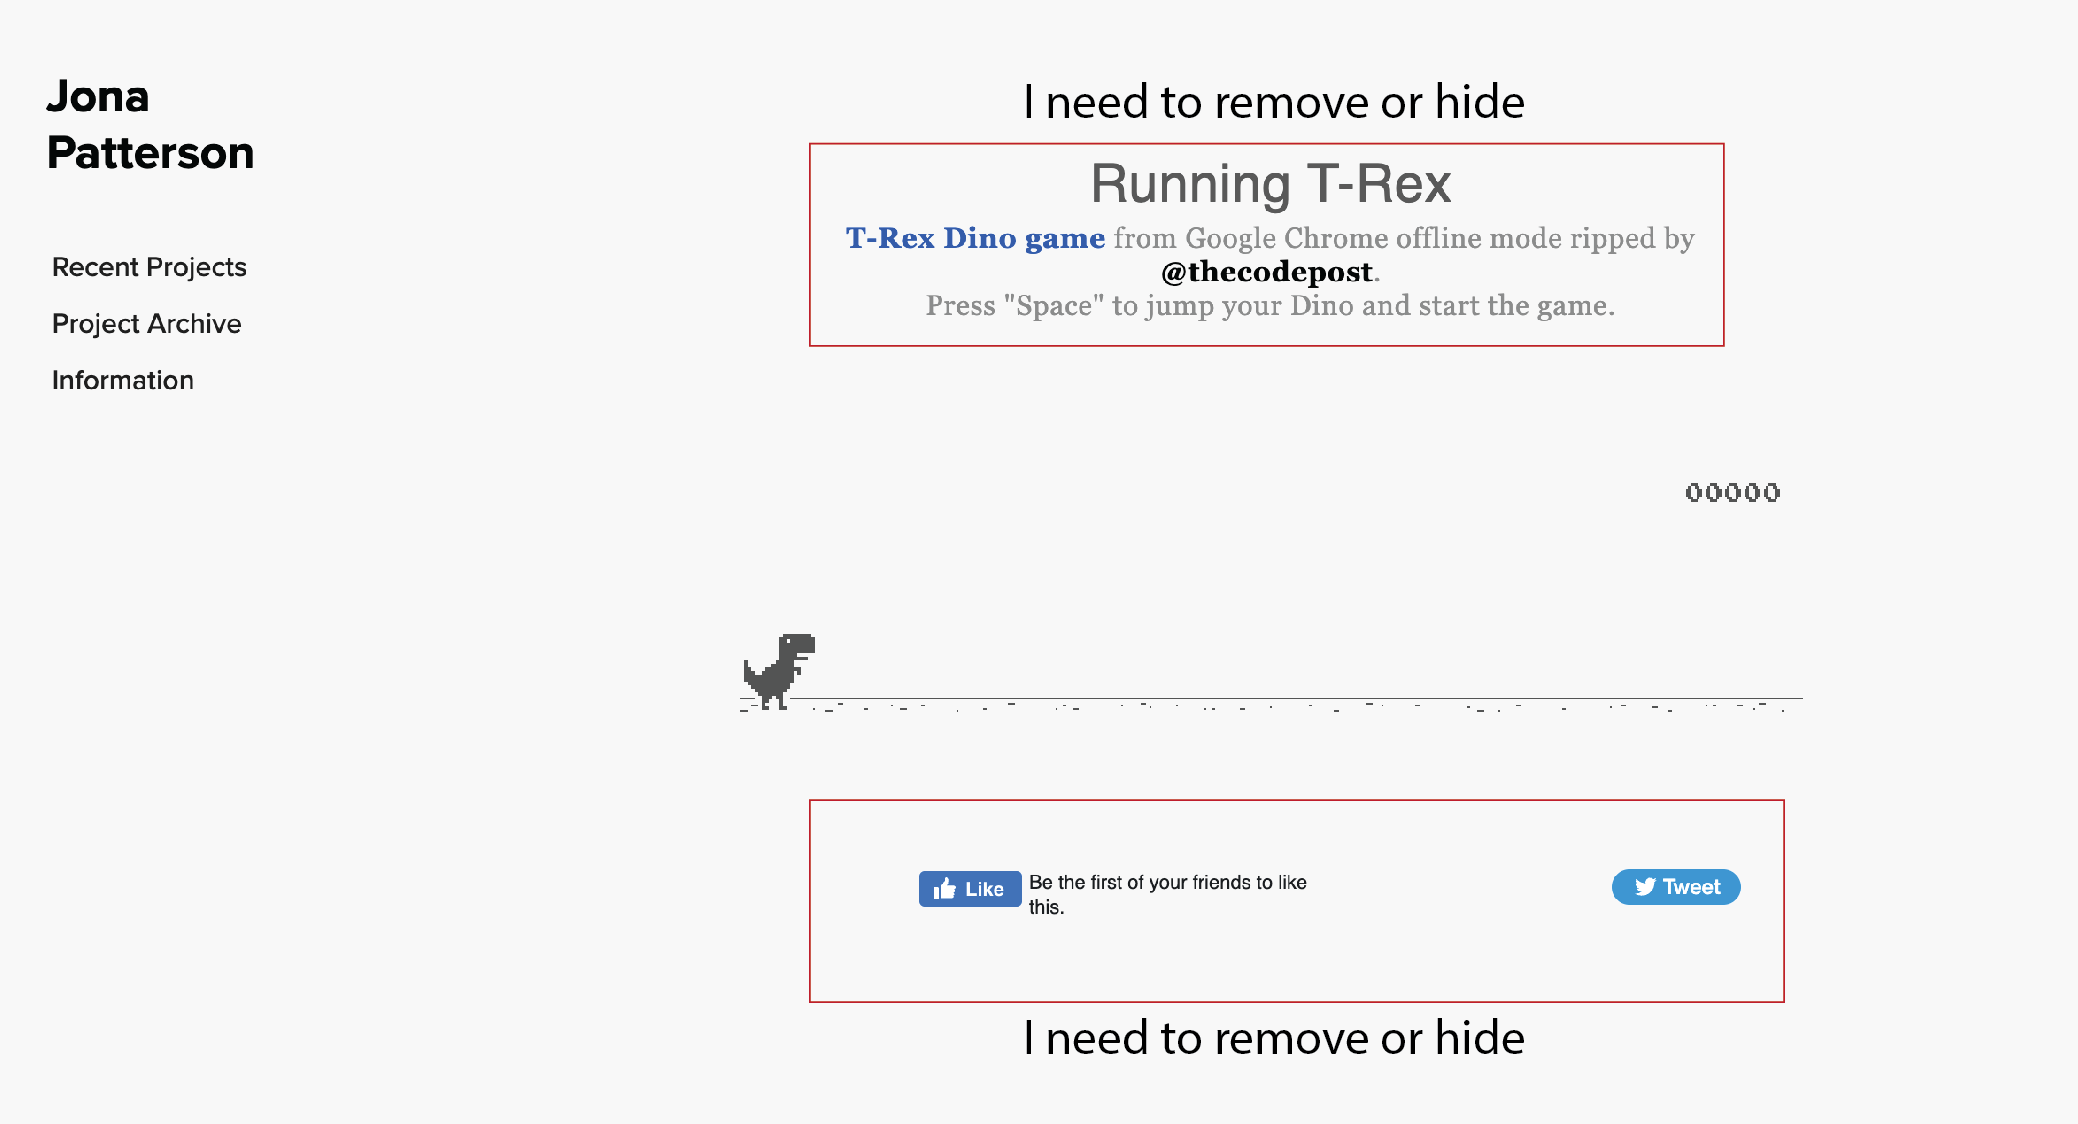 Jona
Patterson
Recent Projects
Project Archive
Information
I need to remove or hide
Running T-Rex
T-Rex Dino game from Google Chrome offline mode ripped by
@thecodepost.
Press "Space" to jump your Dino and start the game.
00000
Like
Be the first of your friends to like
this.
Tweet
I need to remove or hide